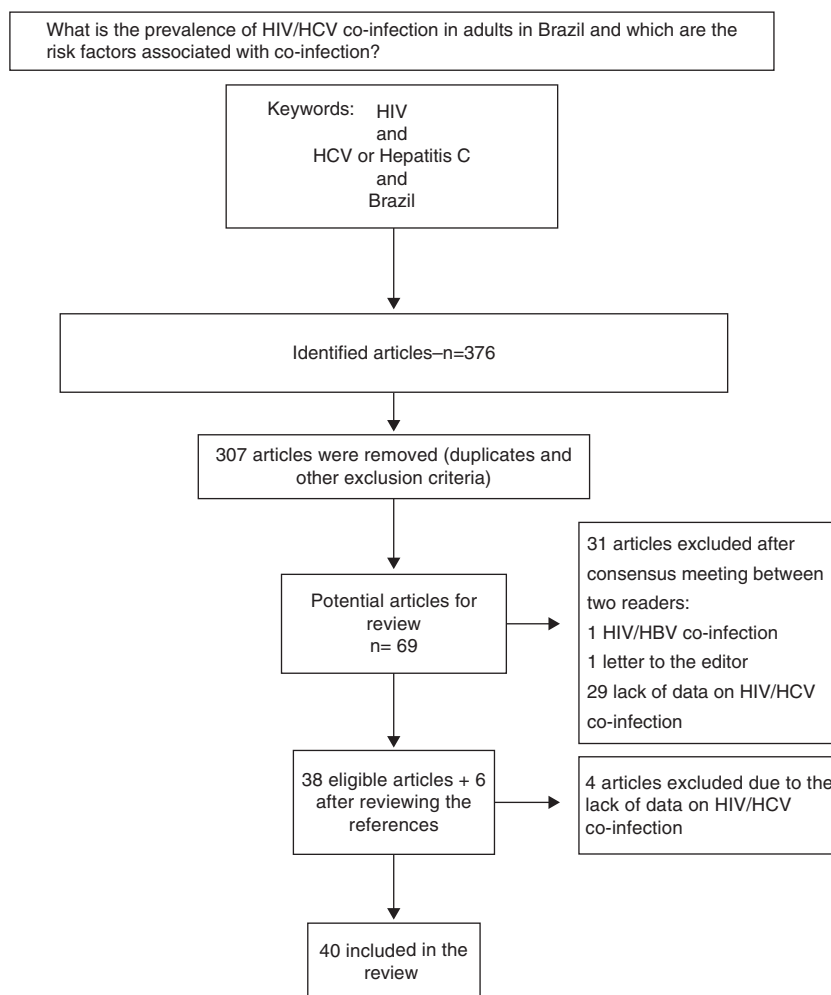 What is the prevalence of HIV/HCV co-infection in adults in Brazil and which are the
risk factors associated with co-infection?
Keywords: HIV
and
HCV or Hepatitis C
and
Brazil
Identified articles–n=376
307 articles were removed (duplicates and
other exclusion criteria)
Potential articles for
review
n= 69
31 articles excluded after
consensus meeting between
two readers:
1 HIV/HBV co-infection
1 letter to the editor
29 lack of data on HIV/HCV
co-infection
38 eligible articles + 6
after reviewing the
references
4 articles excluded due to the
lack of data on HIV/HCV
co-infection
40 included in the
review